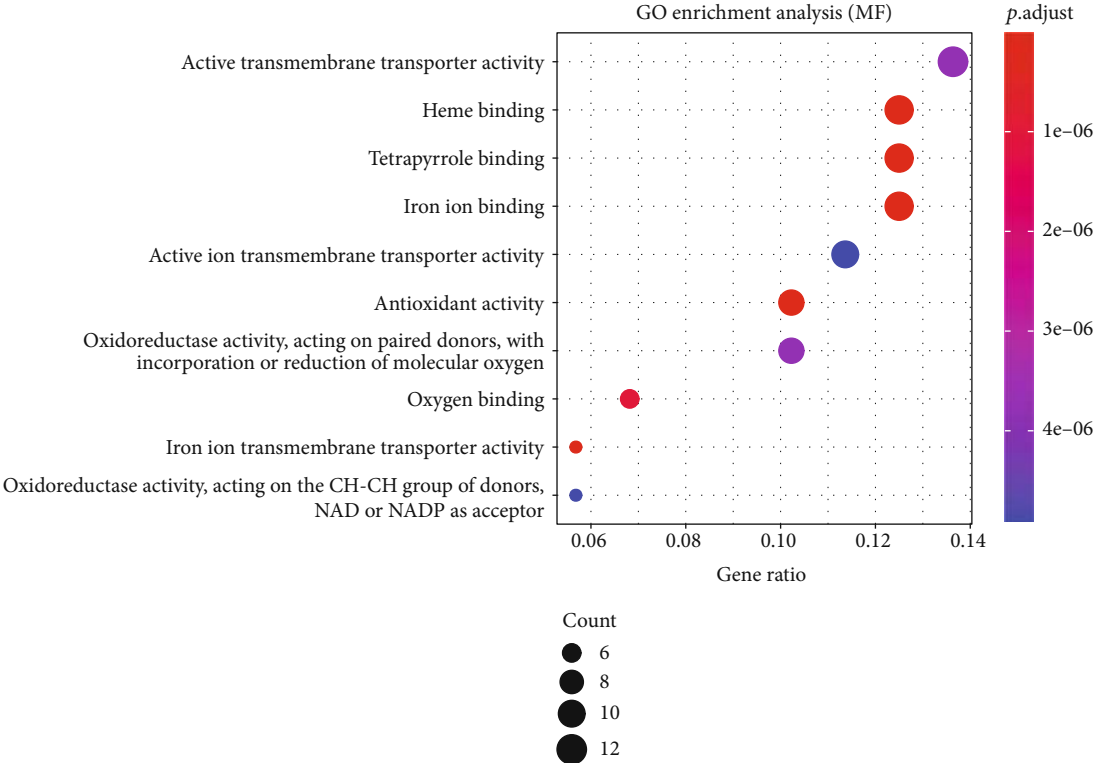 GO enrichment analysis (MF)
p.adjust
Active transmembrane transporter activity
Heme binding
Tetrapyrrole binding
Iron ion binding
Active ion transmembrane transporter activity
Antioxidant activity
Oxidoreductase activity, acting on paired donors, with
incorporation or reduction of molecular oxygen
Oxygen binding
Iron ion transmembrane transporter activity
Oxidoreductase activity, acting on the CH-CH group of donors,
NAD or NADP as acceptor
1e–06
2e–06
3e–06
4e–06
0.06 0.08 0.10 0.12 0.14
Gene ratio
Count
6
8
10
12